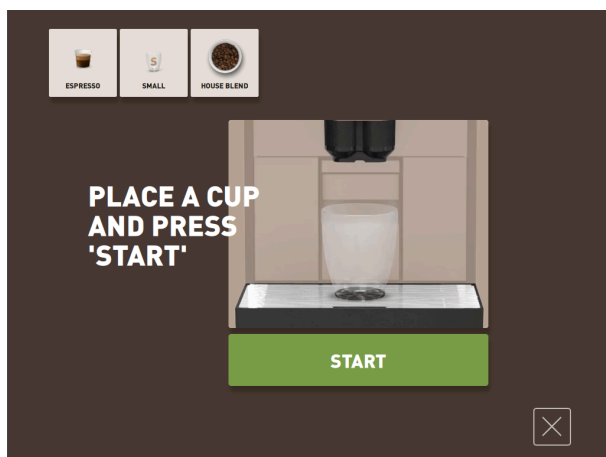 ESPRESSO
SMALL
HOUSE BLEND
S
PLACE A CUP
AND PRESS
'START'
START